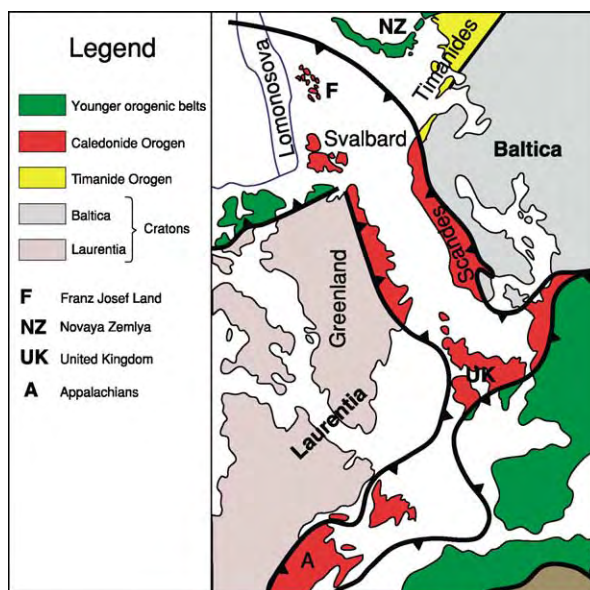 Legend
Younger orogenic belts
Caledonide Orogen
Timanide Orogen
Baltica
Laurentia
Cratons
F Franz Josef Land
NZ Novaya Zemlya
UK United Kingdom
A Appalachians
Lomonosova
NZ
Timanides
F
Svalbard
Baltica
Scandes
Greenland
UK
Laurentia
A